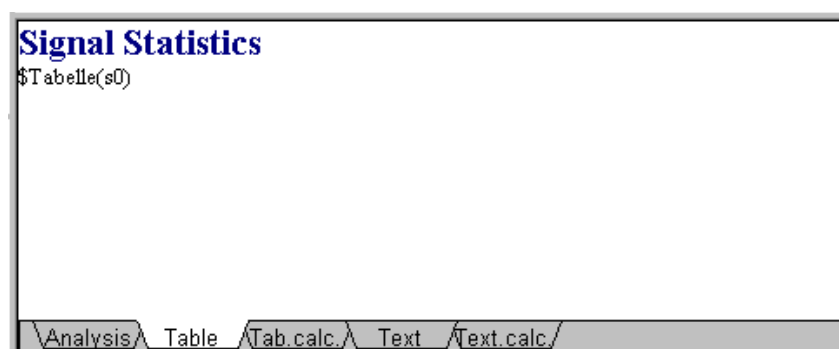 Signal Statistics
$Tabelle(s0)
Analysis Table Tab.calc. Text Text.calc.